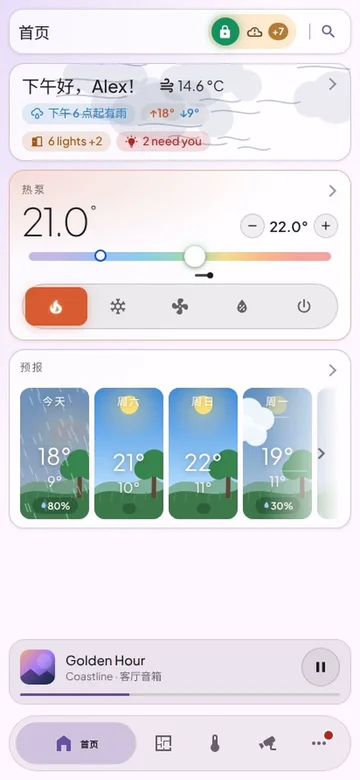 首页
+7
下午好，Alex！ 14.6 °C
下午 6 点起有雨 ↑18° ↓9°
6 lights +2 2 need you
热泵
21.0°
22.0°
预报
今天 周六 周日 周一
18° 21° 22° 19°
9° 10° 11° 11°
80% 30%
Golden Hour
Coastline · 客厅音箱
首页